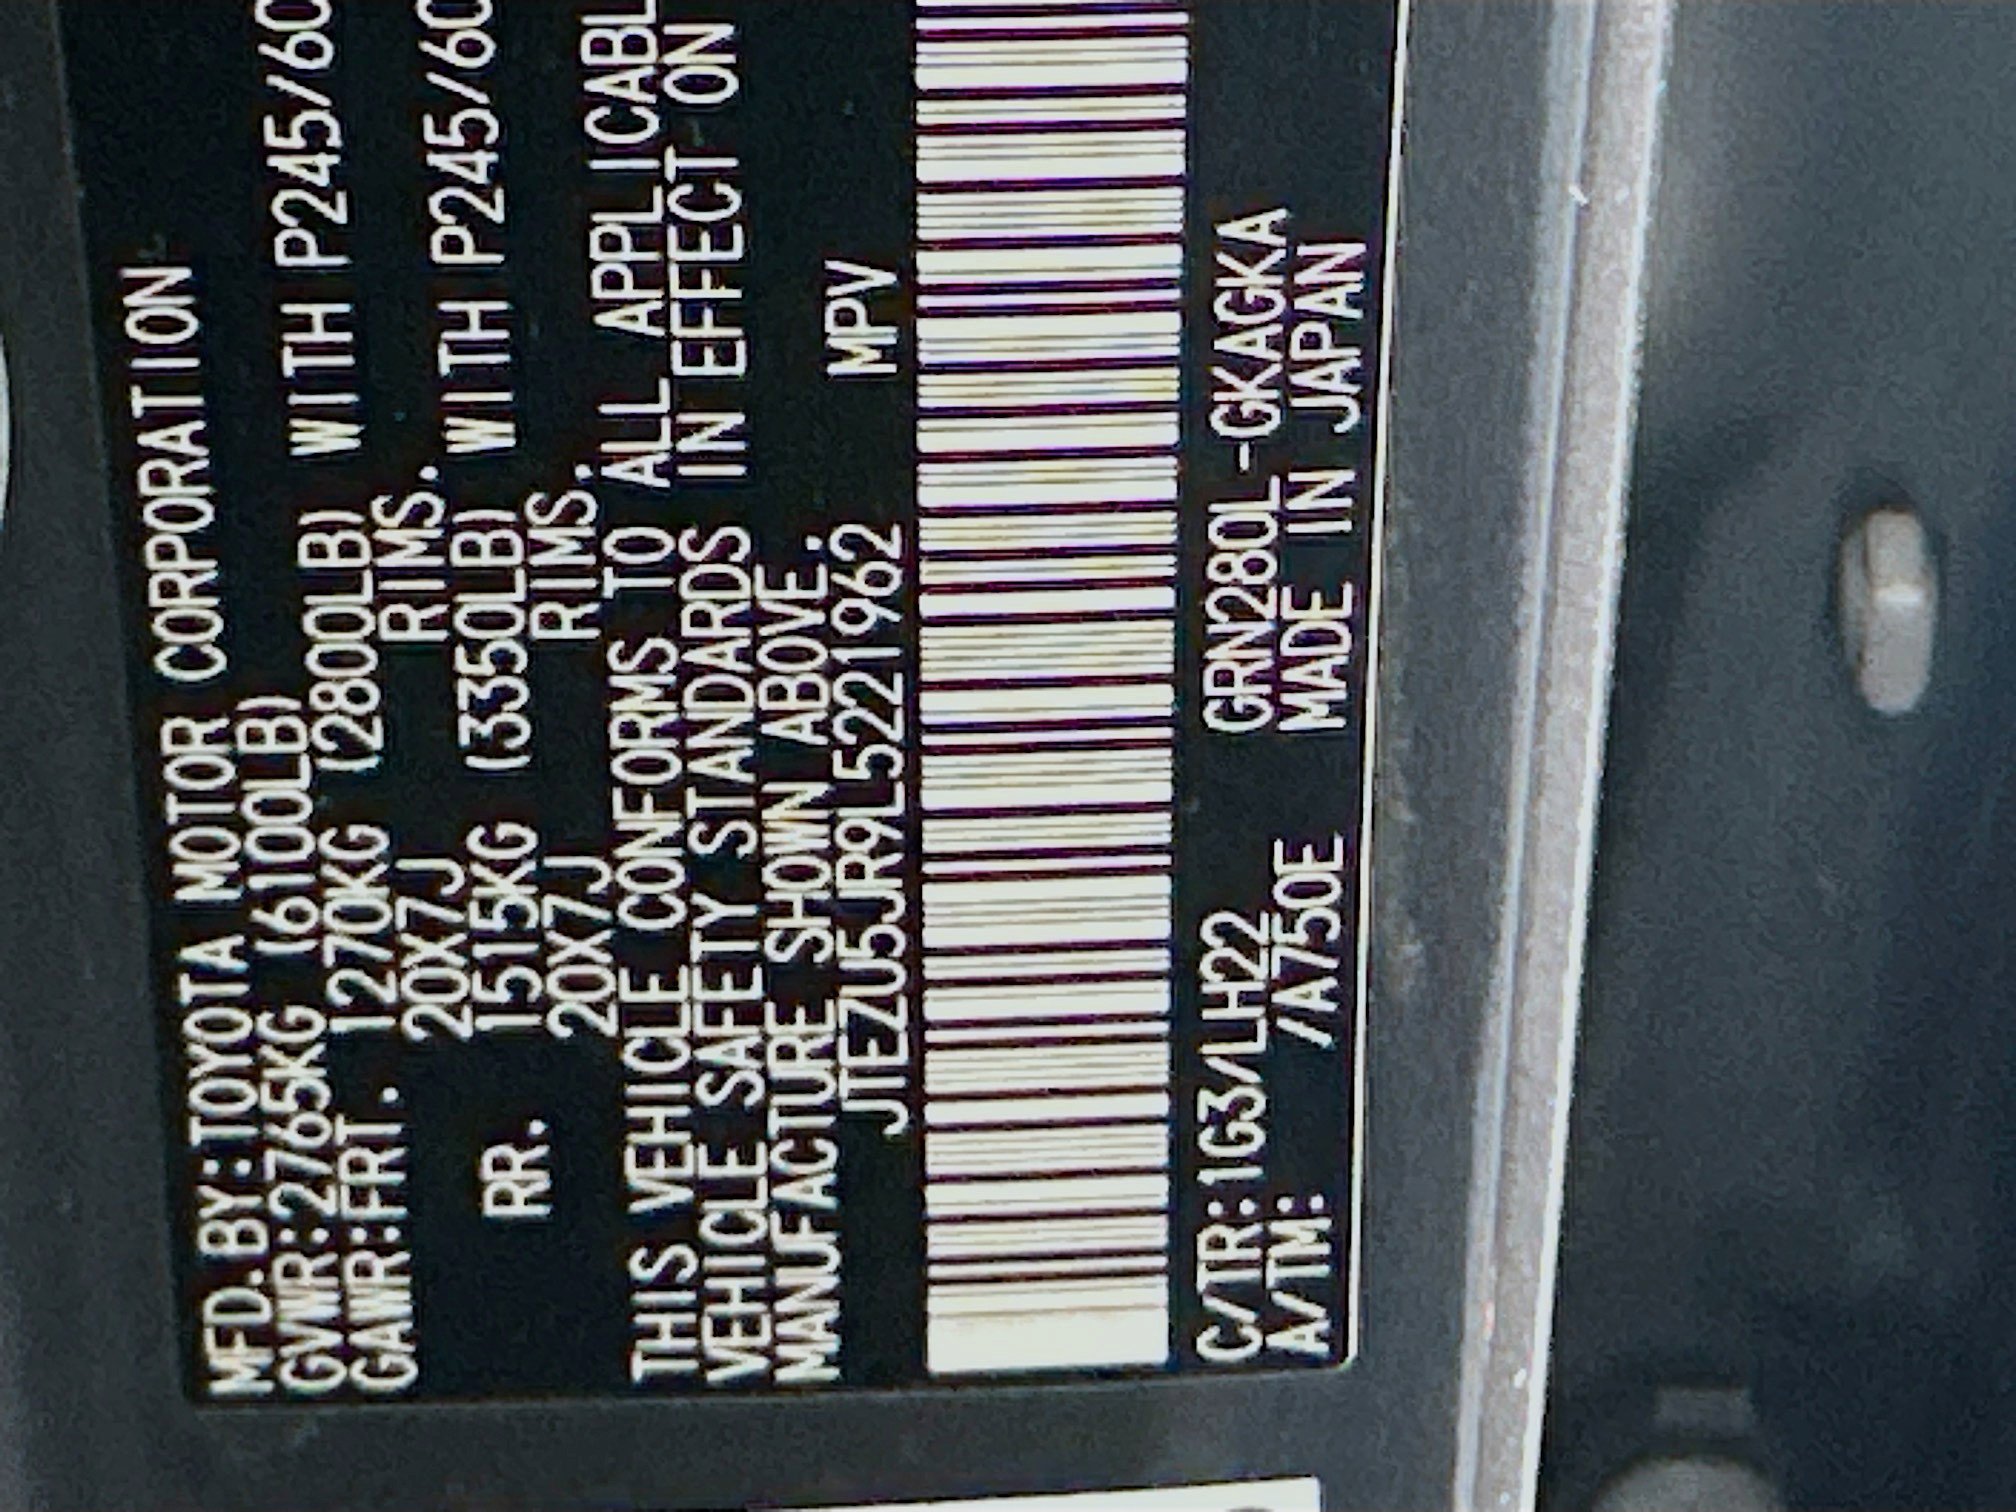 MFD.BY:TOYOTA MOTOR CORPORATION
GVWR:2765KG (6100LB)
GAWR:FRT. 1270KG (2800LB) WITH P245/60
20X7J RIMS.
RR. 1515KG (3350LB) WITH P245/60
20X7J RIMS.
THIS VEHICLE CONFORMS TO ALL APPLICABL
VEHICLE SAFETY STANDARDS IN EFFECT ON
MANUFACTURE SHOWN ABOVE.
JTEZU5JR9L5221962 MPV
C/TR:1G3/LH22 GRN280L-GKAGKA
A/TM: /A750E MADE IN JAPAN